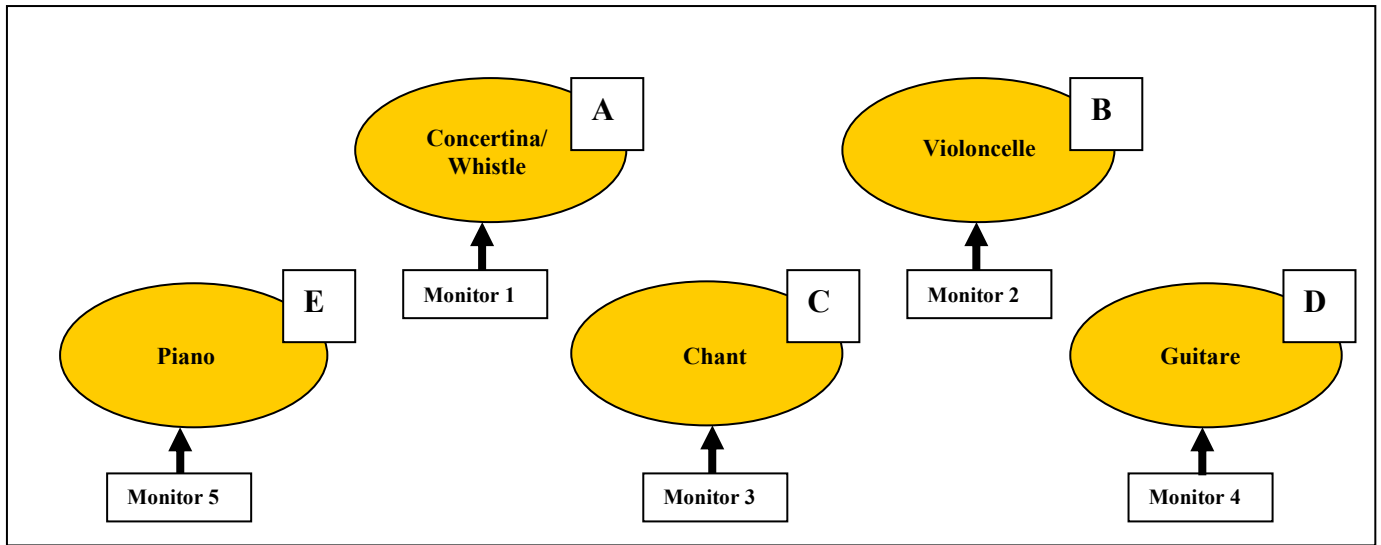 A
Concertina/
Whistle
Monitor 1
B
Violoncelle
Monitor 2
E
Piano
Monitor 5
C
Chant
Monitor 3
D
Guitare
Monitor 4